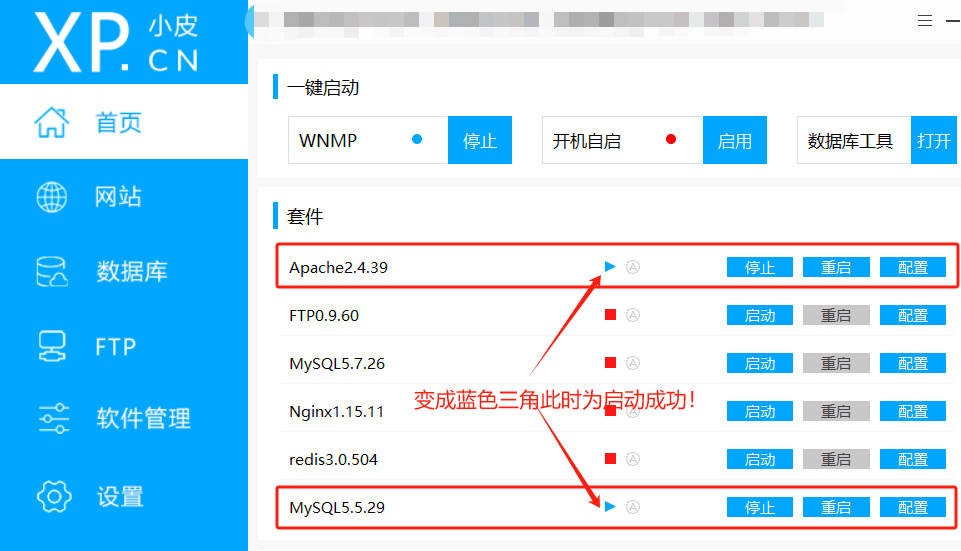 XP.CN 小皮
首页
网站
数据库
FTP
软件管理
设置
一键启动
WNMP 停止 开机自启 启用 数据库工具 打开
套件
Apache2.4.39 A 停止 重启 配置
FTP0.9.60 A 启动 重启 配置
MySQL5.7.26 A 启动 重启 配置
变成蓝色三角此时为启动成功！
Nginx1.15.11 A 启动 重启 配置
redis3.0.504 A 启动 重启 配置
MySQL5.5.29 A 停止 重启 配置